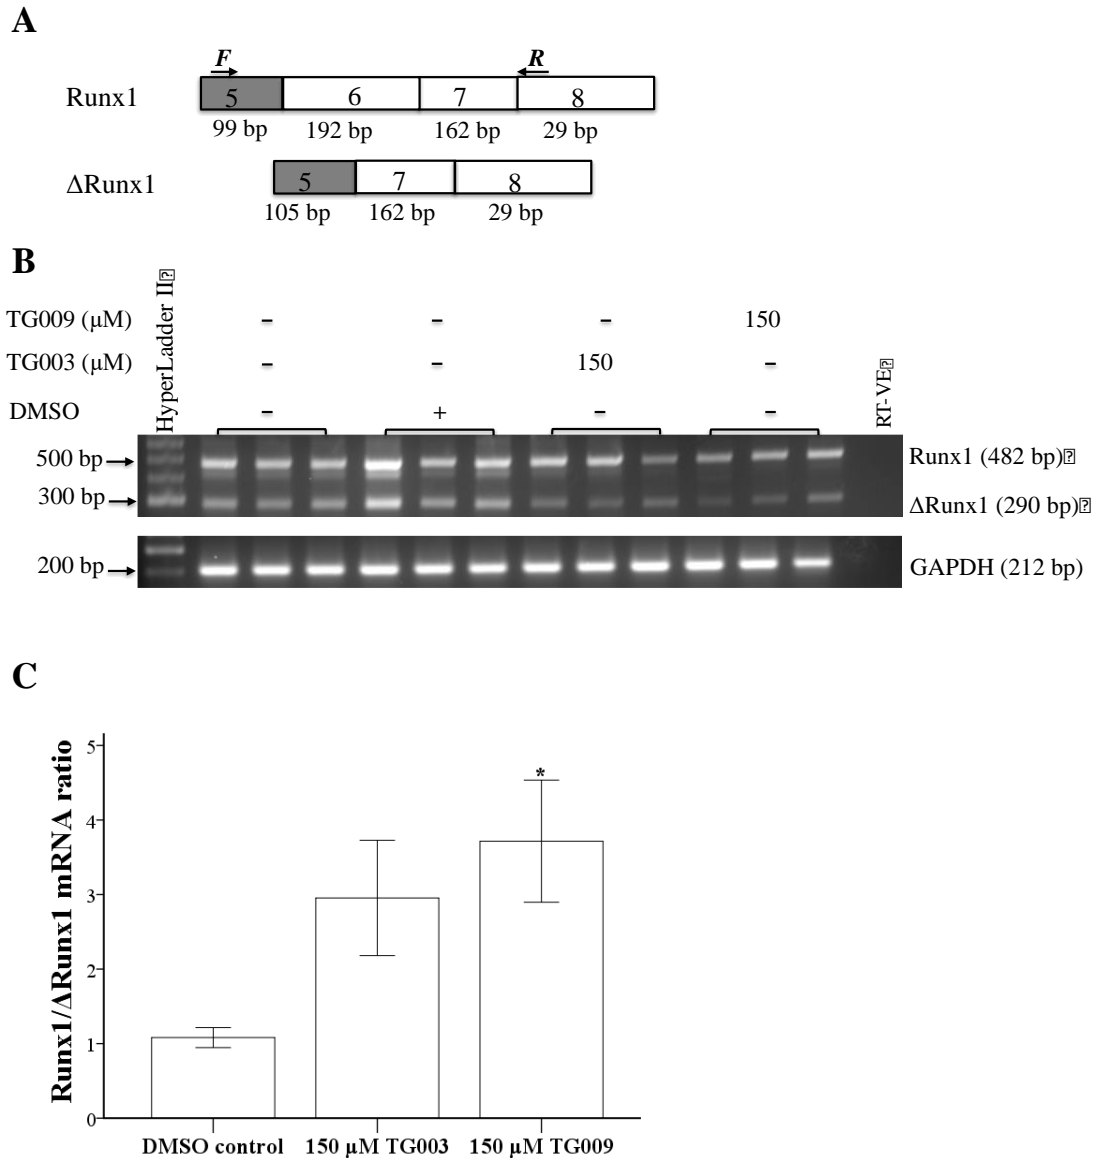 A
F R
Runx1 5 6 7 8
99 bp 192 bp 162 bp 29 bp
ΔRunx1 5 7 8
105 bp 162 bp 29 bp
B
HyperLadder II
TG009 (µM) – – – 150
TG003 (µM) – – 150 –
DMSO – + – –
RT-VE
500 bp
300 bp
Runx1 (482 bp)
ΔRunx1 (290 bp)
200 bp
GAPDH (212 bp)
C
Runx1/ΔRunx1 mRNA ratio
5
4
3
2
1
0
*
DMSO control 150 µM TG003 150 µM TG009